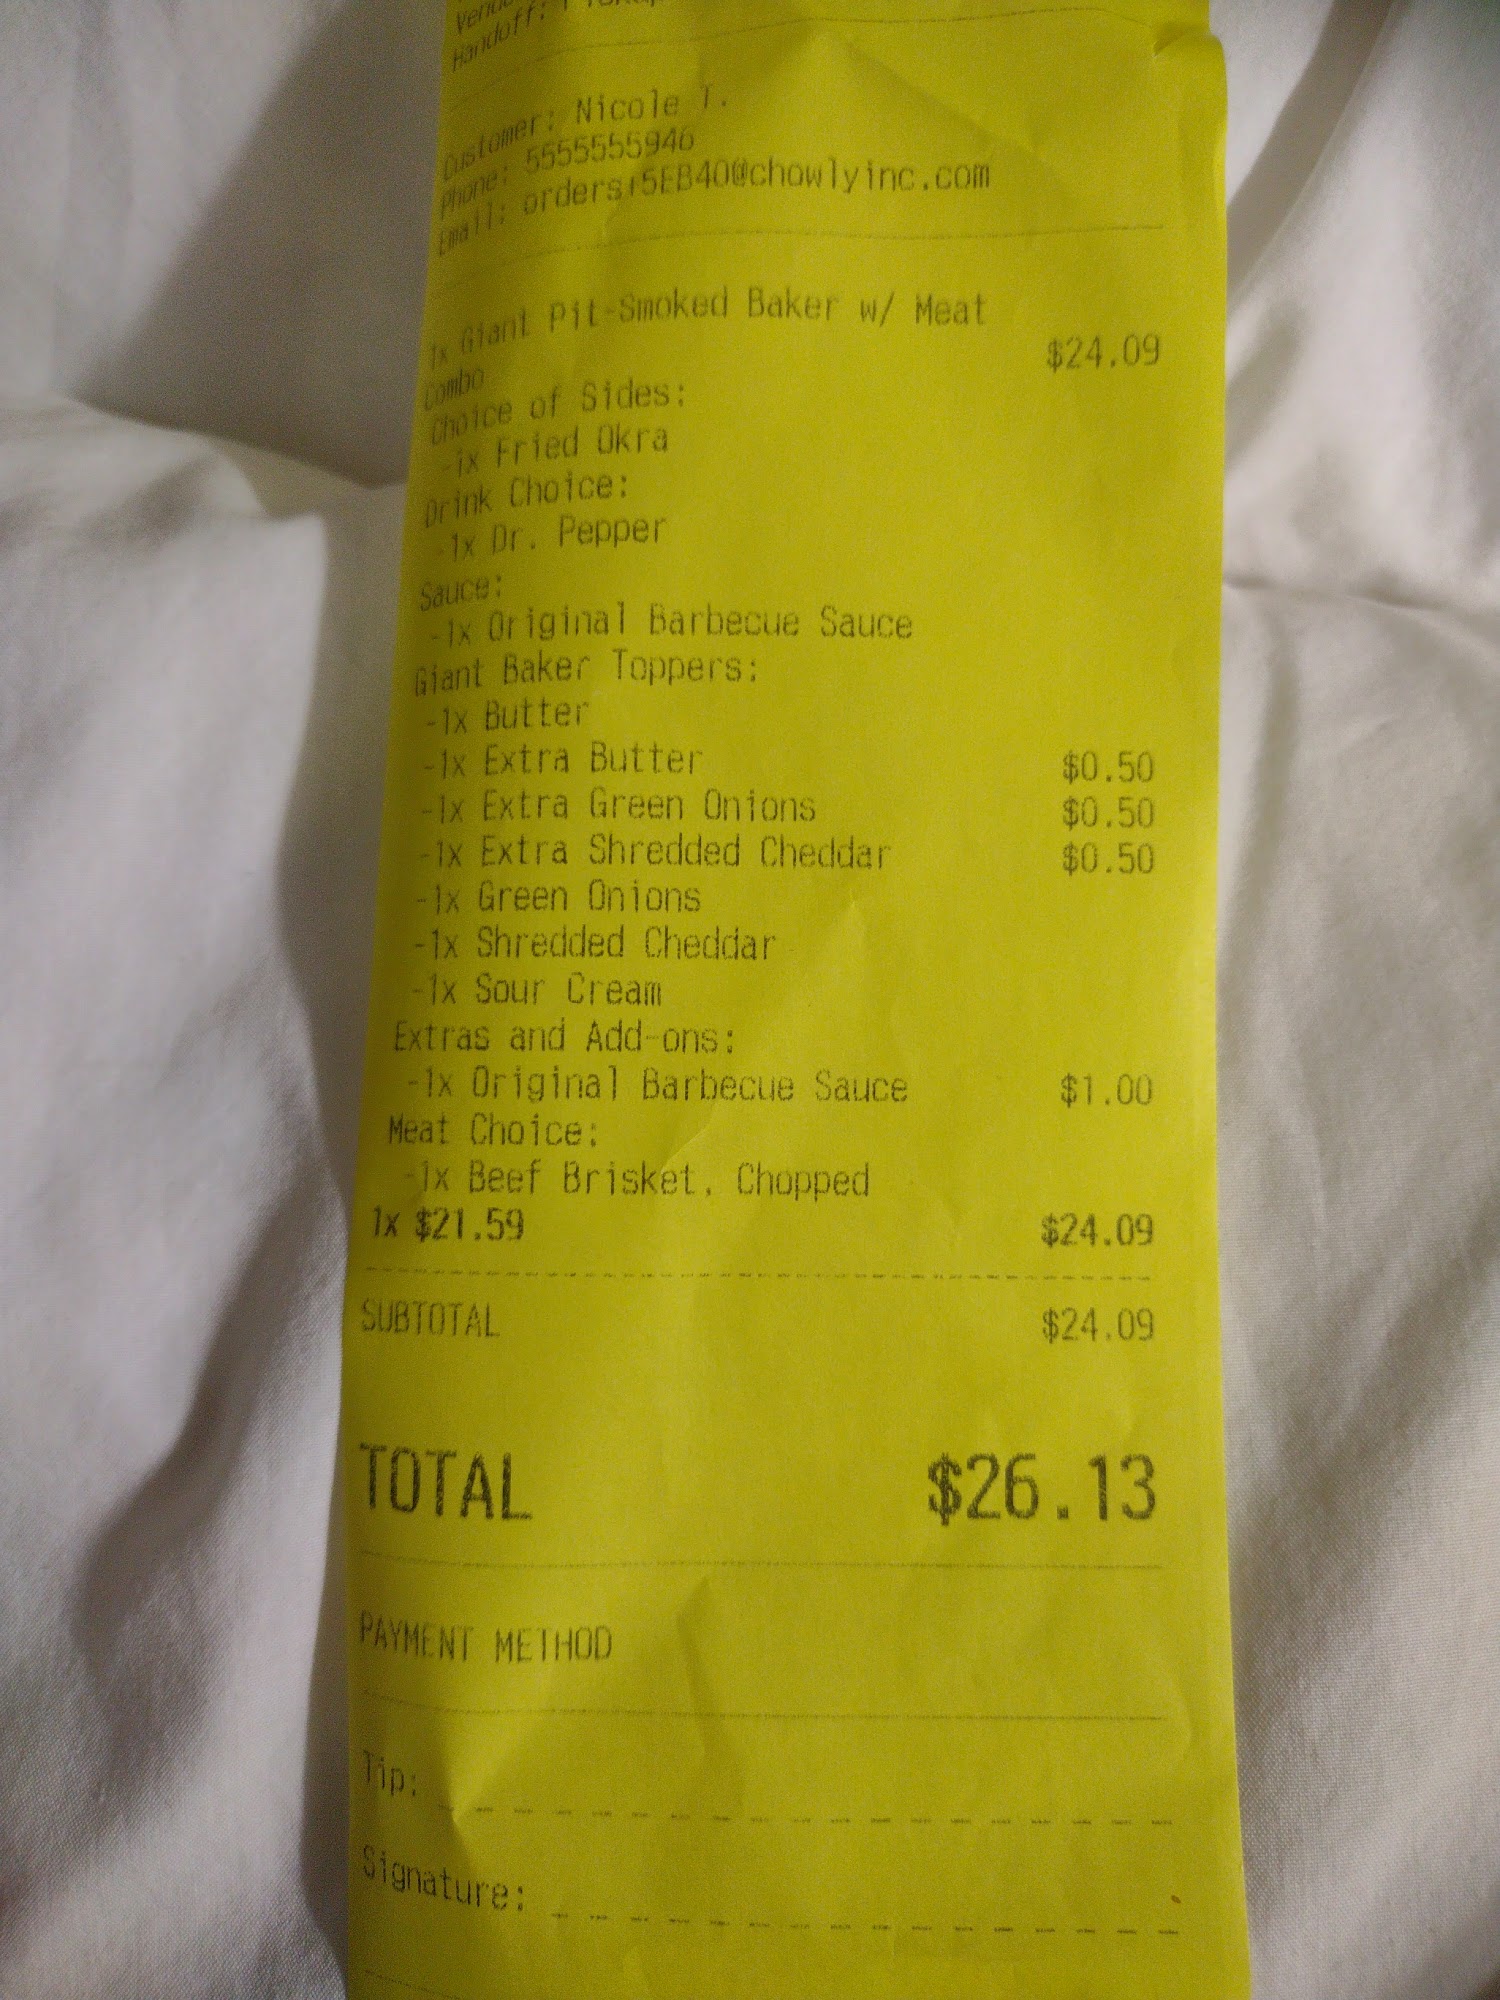 Handoff:
Customer: Nicole T.
Phone: 5555555946
Email: orders+5EB40@chowlyinc.com
1x Giant Pit-Smoked Baker w/ Meat
Combo $24.09
Choice of Sides:
-1x Fried Okra
Drink Choice:
-1x Dr. Pepper
Sauce:
-1x Original Barbecue Sauce
Giant Baker Toppers:
-1x Butter
-1x Extra Butter $0.50
-1x Extra Green Onions $0.50
-1x Extra Shredded Cheddar $0.50
-1x Green Onions
-1x Shredded Cheddar
-1x Sour Cream
Extras and Add-ons:
-1x Original Barbecue Sauce $1.00
Meat Choice:
-1x Beef Brisket, Chopped
1x $21.59 $24.09
SUBTOTAL $24.09
TOTAL $26.13
PAYMENT METHOD
Tip:
Signature: